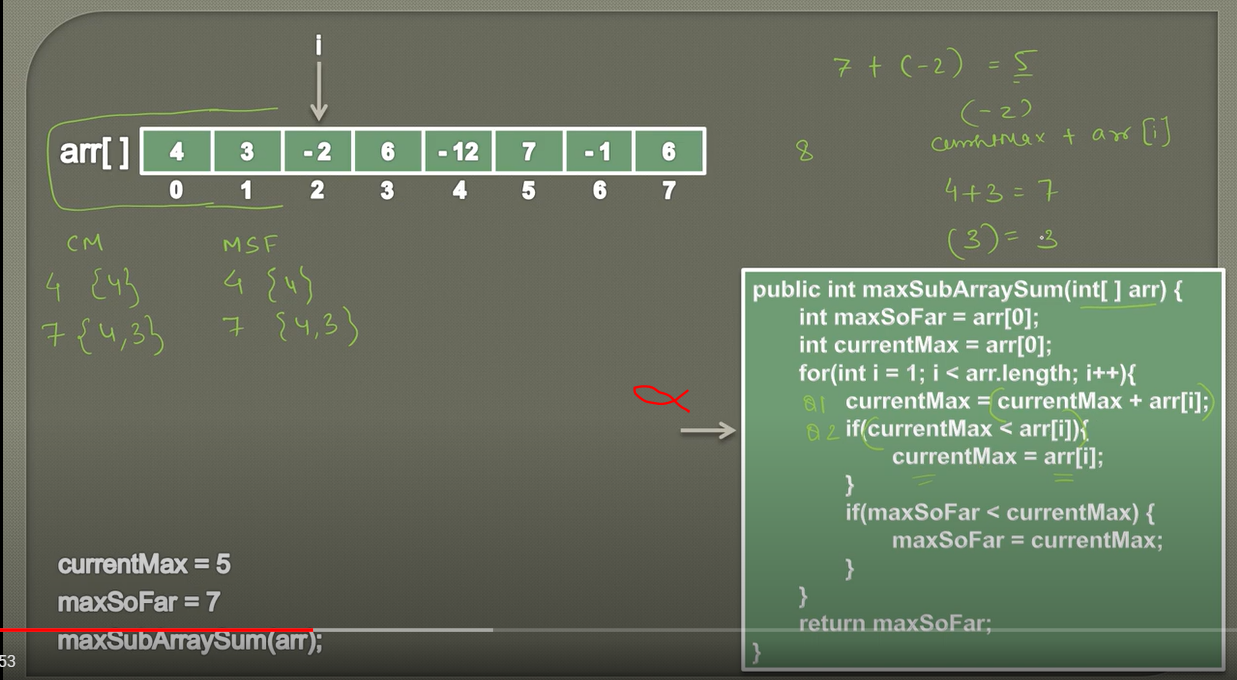 i
7 + (-2) = 5
(-2)
currentMax + arr [i]
8
4+3 = 7
(3) = 3
arr[ ] 4 3 -2 6 -12 7 -1 6
0 1 2 3 4 5 6 7
CM MSF
4 {4} 4 {4}
7 {4,3} 7 {4,3}
public int maxSubArraySum(int[ ] arr) {
int maxSoFar = arr[0];
int currentMax = arr[0];
for(int i = 1; i < arr.length; i++){
Q1 currentMax = currentMax + arr[i];
Q2 if(currentMax < arr[i]){
currentMax = arr[i];
}
if(maxSoFar < currentMax) {
maxSoFar = currentMax;
}
}
return maxSoFar;
}
currentMax = 5
maxSoFar = 7
maxSubArraySum(arr);
53